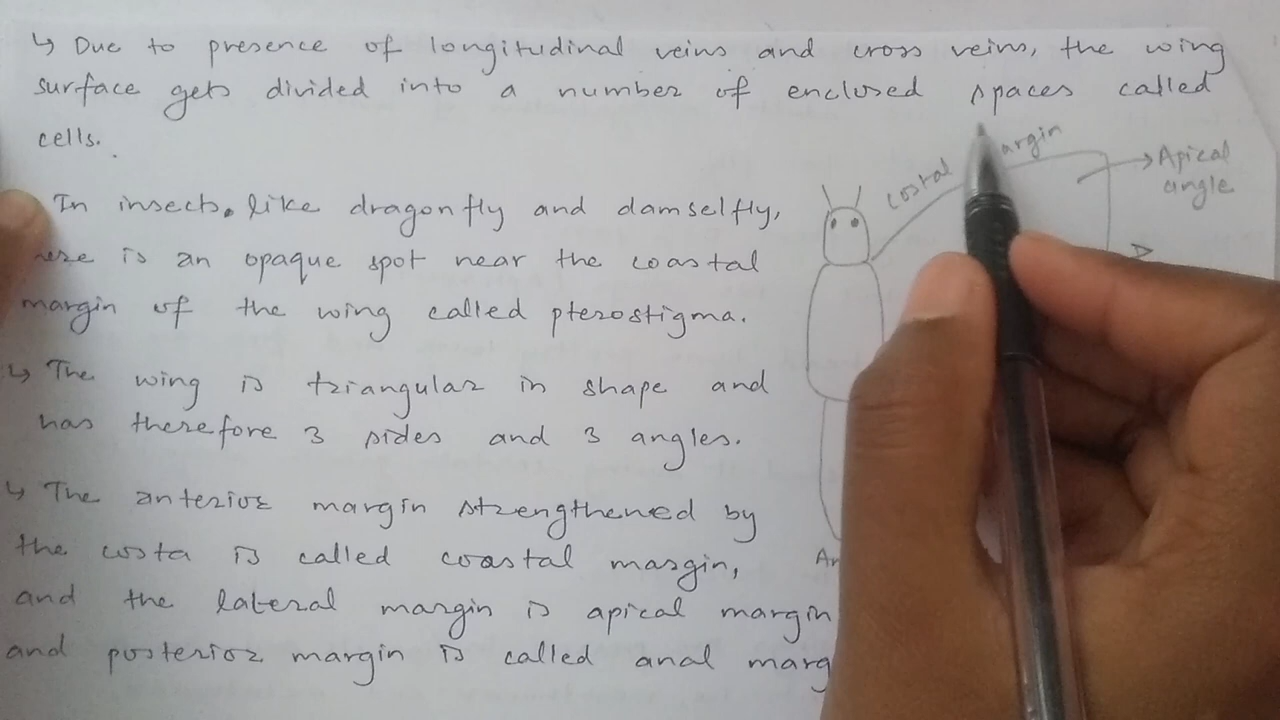 ↳ Due to presence of longitudinal veins and cross veins, the wing
surface gets divided into a number of enclosed spaces called
cells.
In insects like dragonfly and damselfly,
ere is an opaque spot near the coastal
margin of the wing called pterostigma.
↳ The wing is triangular in shape and
has therefore 3 sides and 3 angles.
↳ The anterior margin strengthened by
the costa is called coastal margin,
and the lateral margin is apical margin
and posterior margin is called anal marg
costal argin
Apical
angle
An